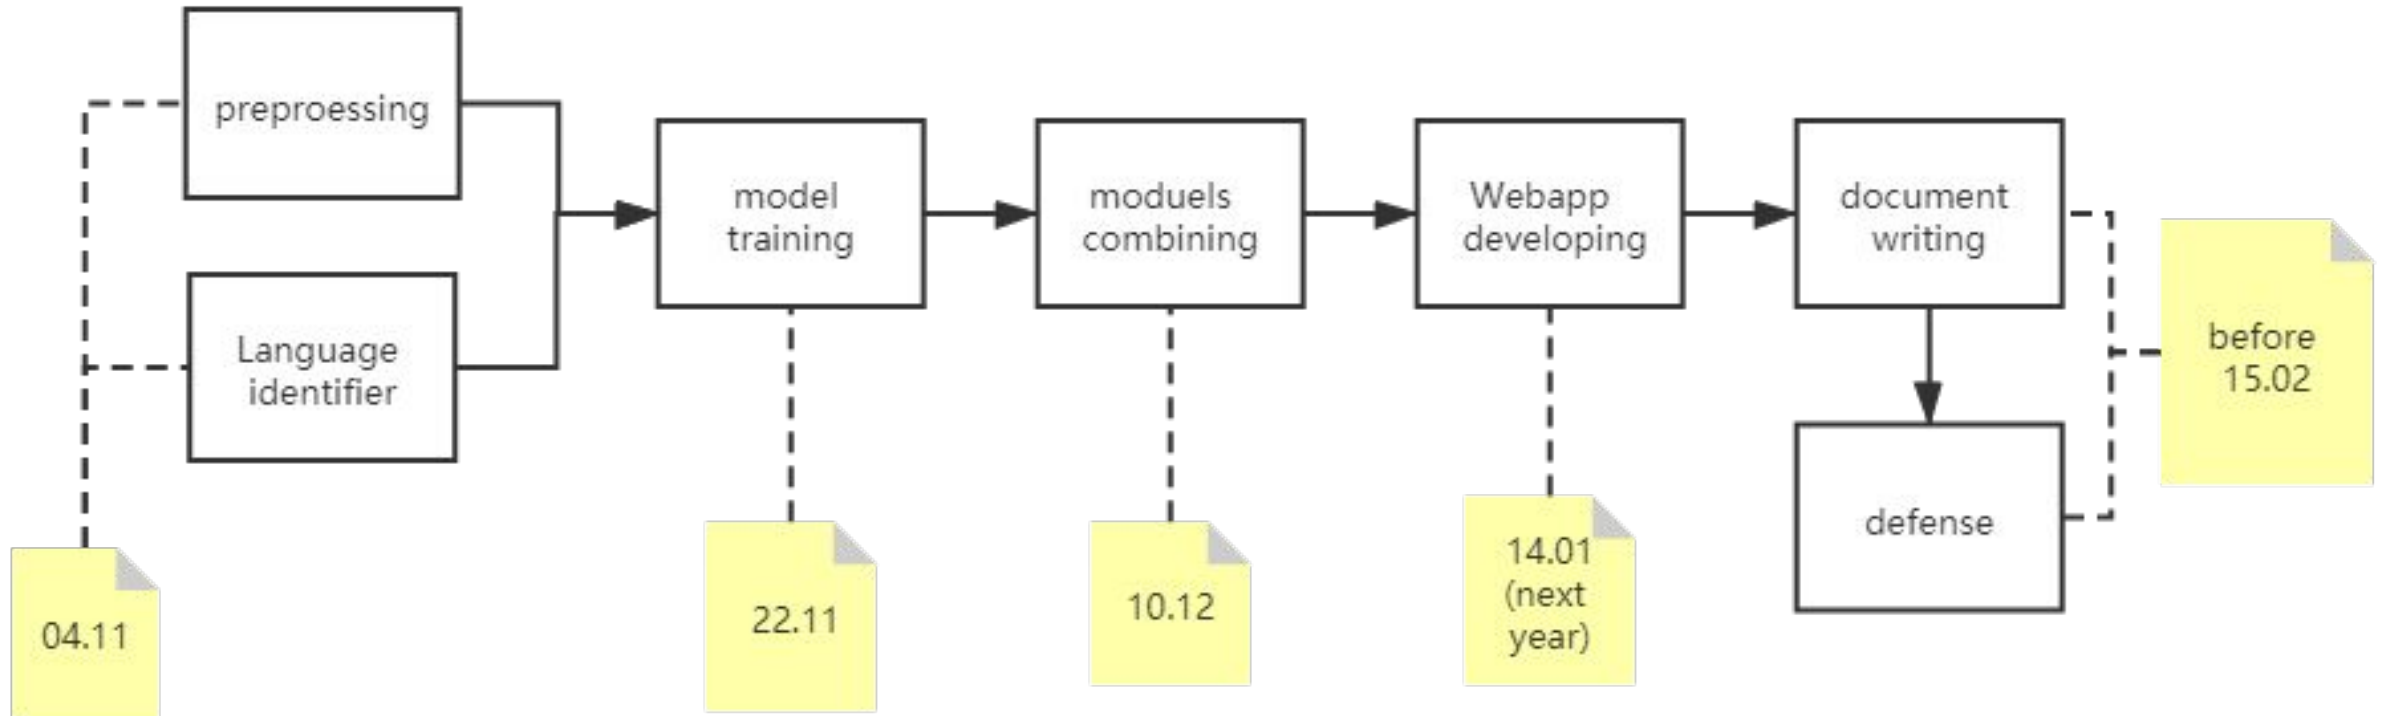 preproessing
Language
identifier
model
training
moduels
combining
Webapp
developing
document
writing
defense
before
15.02
04.11
22.11
10.12
14.01
(next
year)